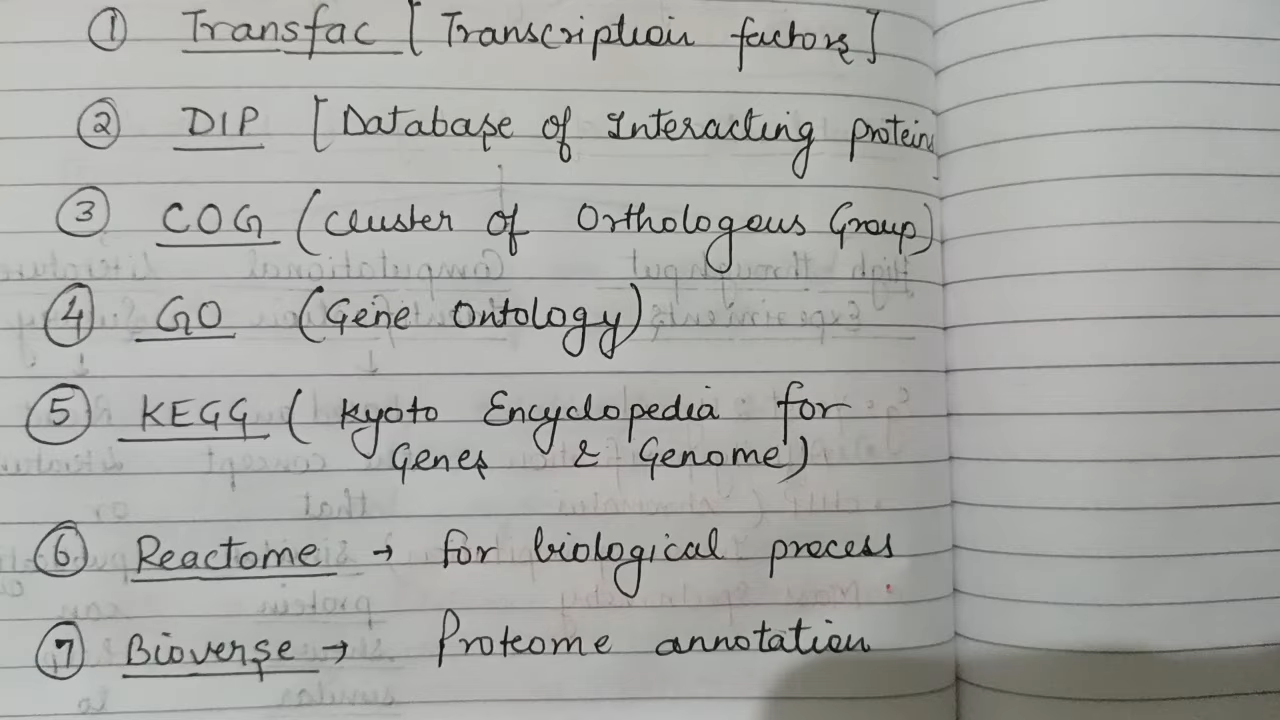 ① Transfac [Transcription factors]
② DIP [Database of Interacting proteins]
③ COG (Cluster of Orthologous Group)
④ GO (Gene Ontology)
⑤ KEGG ( Kyoto Encyclopedia for
Genes & Genome)
⑥ Reactome → for biological process
⑦ Bioverse → Proteome annotation